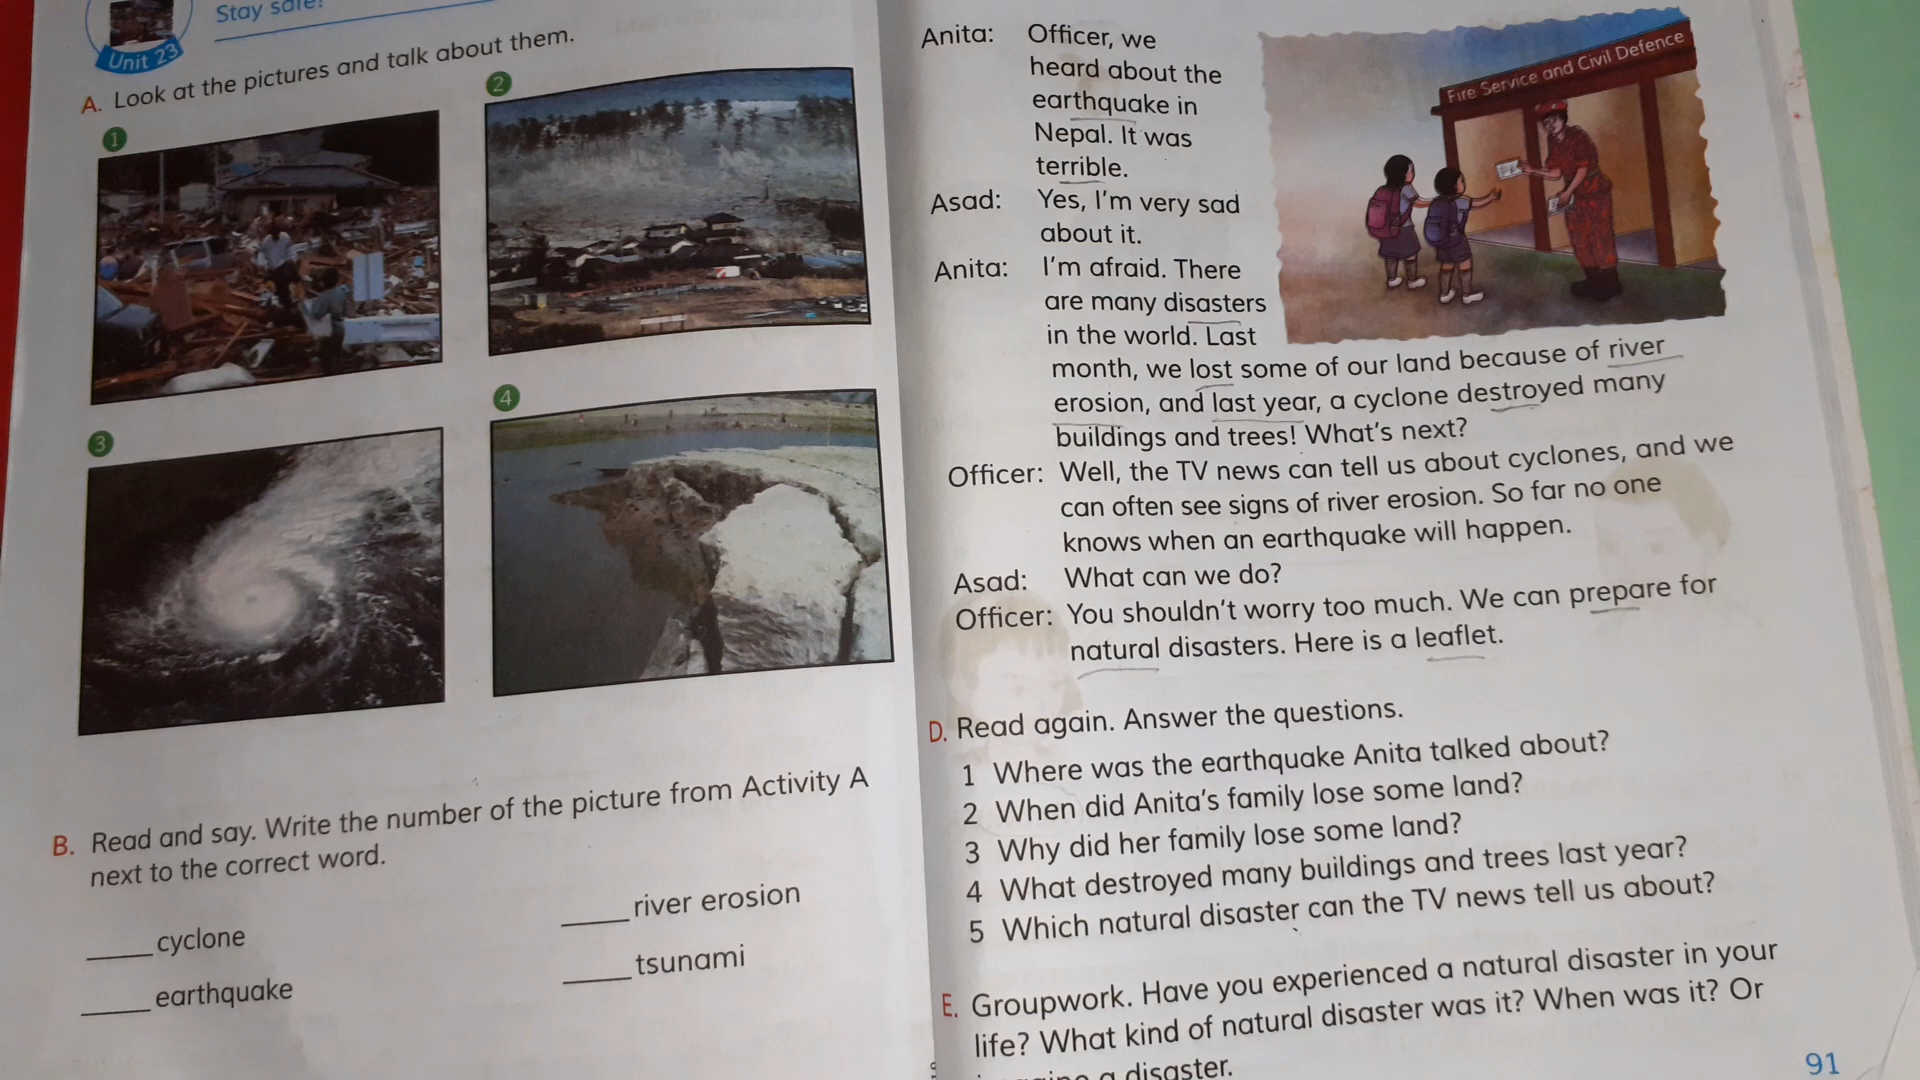 Stay safe!
Unit 23
A. Look at the pictures and talk about them.
1
2
3
4
B. Read and say. Write the number of the picture from Activity A
next to the correct word.
_____ cyclone
_____ river erosion
_____ earthquake
_____ tsunami
Anita: Officer, we
heard about the
earthquake in
Nepal. It was
terrible.
Asad: Yes, I'm very sad
about it.
Anita: I'm afraid. There
are many disasters
in the world. Last
month, we lost some of our land because of river
erosion, and last year, a cyclone destroyed many
buildings and trees! What's next?
Officer: Well, the TV news can tell us about cyclones, and we
can often see signs of river erosion. So far no one
knows when an earthquake will happen.
Asad: What can we do?
Officer: You shouldn't worry too much. We can prepare for
natural disasters. Here is a leaflet.
Fire Service and Civil Defence
D. Read again. Answer the questions.
1 Where was the earthquake Anita talked about?
2 When did Anita's family lose some land?
3 Why did her family lose some land?
4 What destroyed many buildings and trees last year?
5 Which natural disaster can the TV news tell us about?
E. Groupwork. Have you experienced a natural disaster in your
life? What kind of natural disaster was it? When was it? Or
a disaster.
91